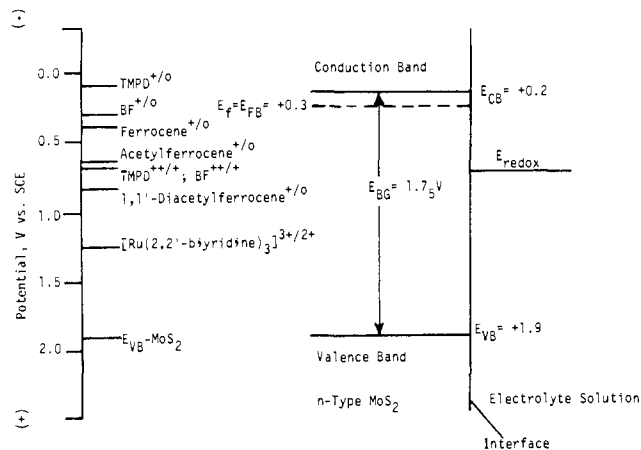 (-)
Potential, V vs. SCE
(+)
0.0
0.5
1.0
1.5
2.0
TMPD+/o
BF+/o
Ferrocene+/o
Acetylferrocene+/o
TMPD++/+; BF++/+
1,1'-Diacetylferrocene+/o
[Ru(2,2'-bipyridine)3]3+/2+
EVB-MoS2
Conduction Band
ECB= +0.2
Ef=EFB= +0.3
Eredox
EBG= 1.75V
EVB= +1.9
Valence Band
n-Type MoS2
Electrolyte Solution
Interface